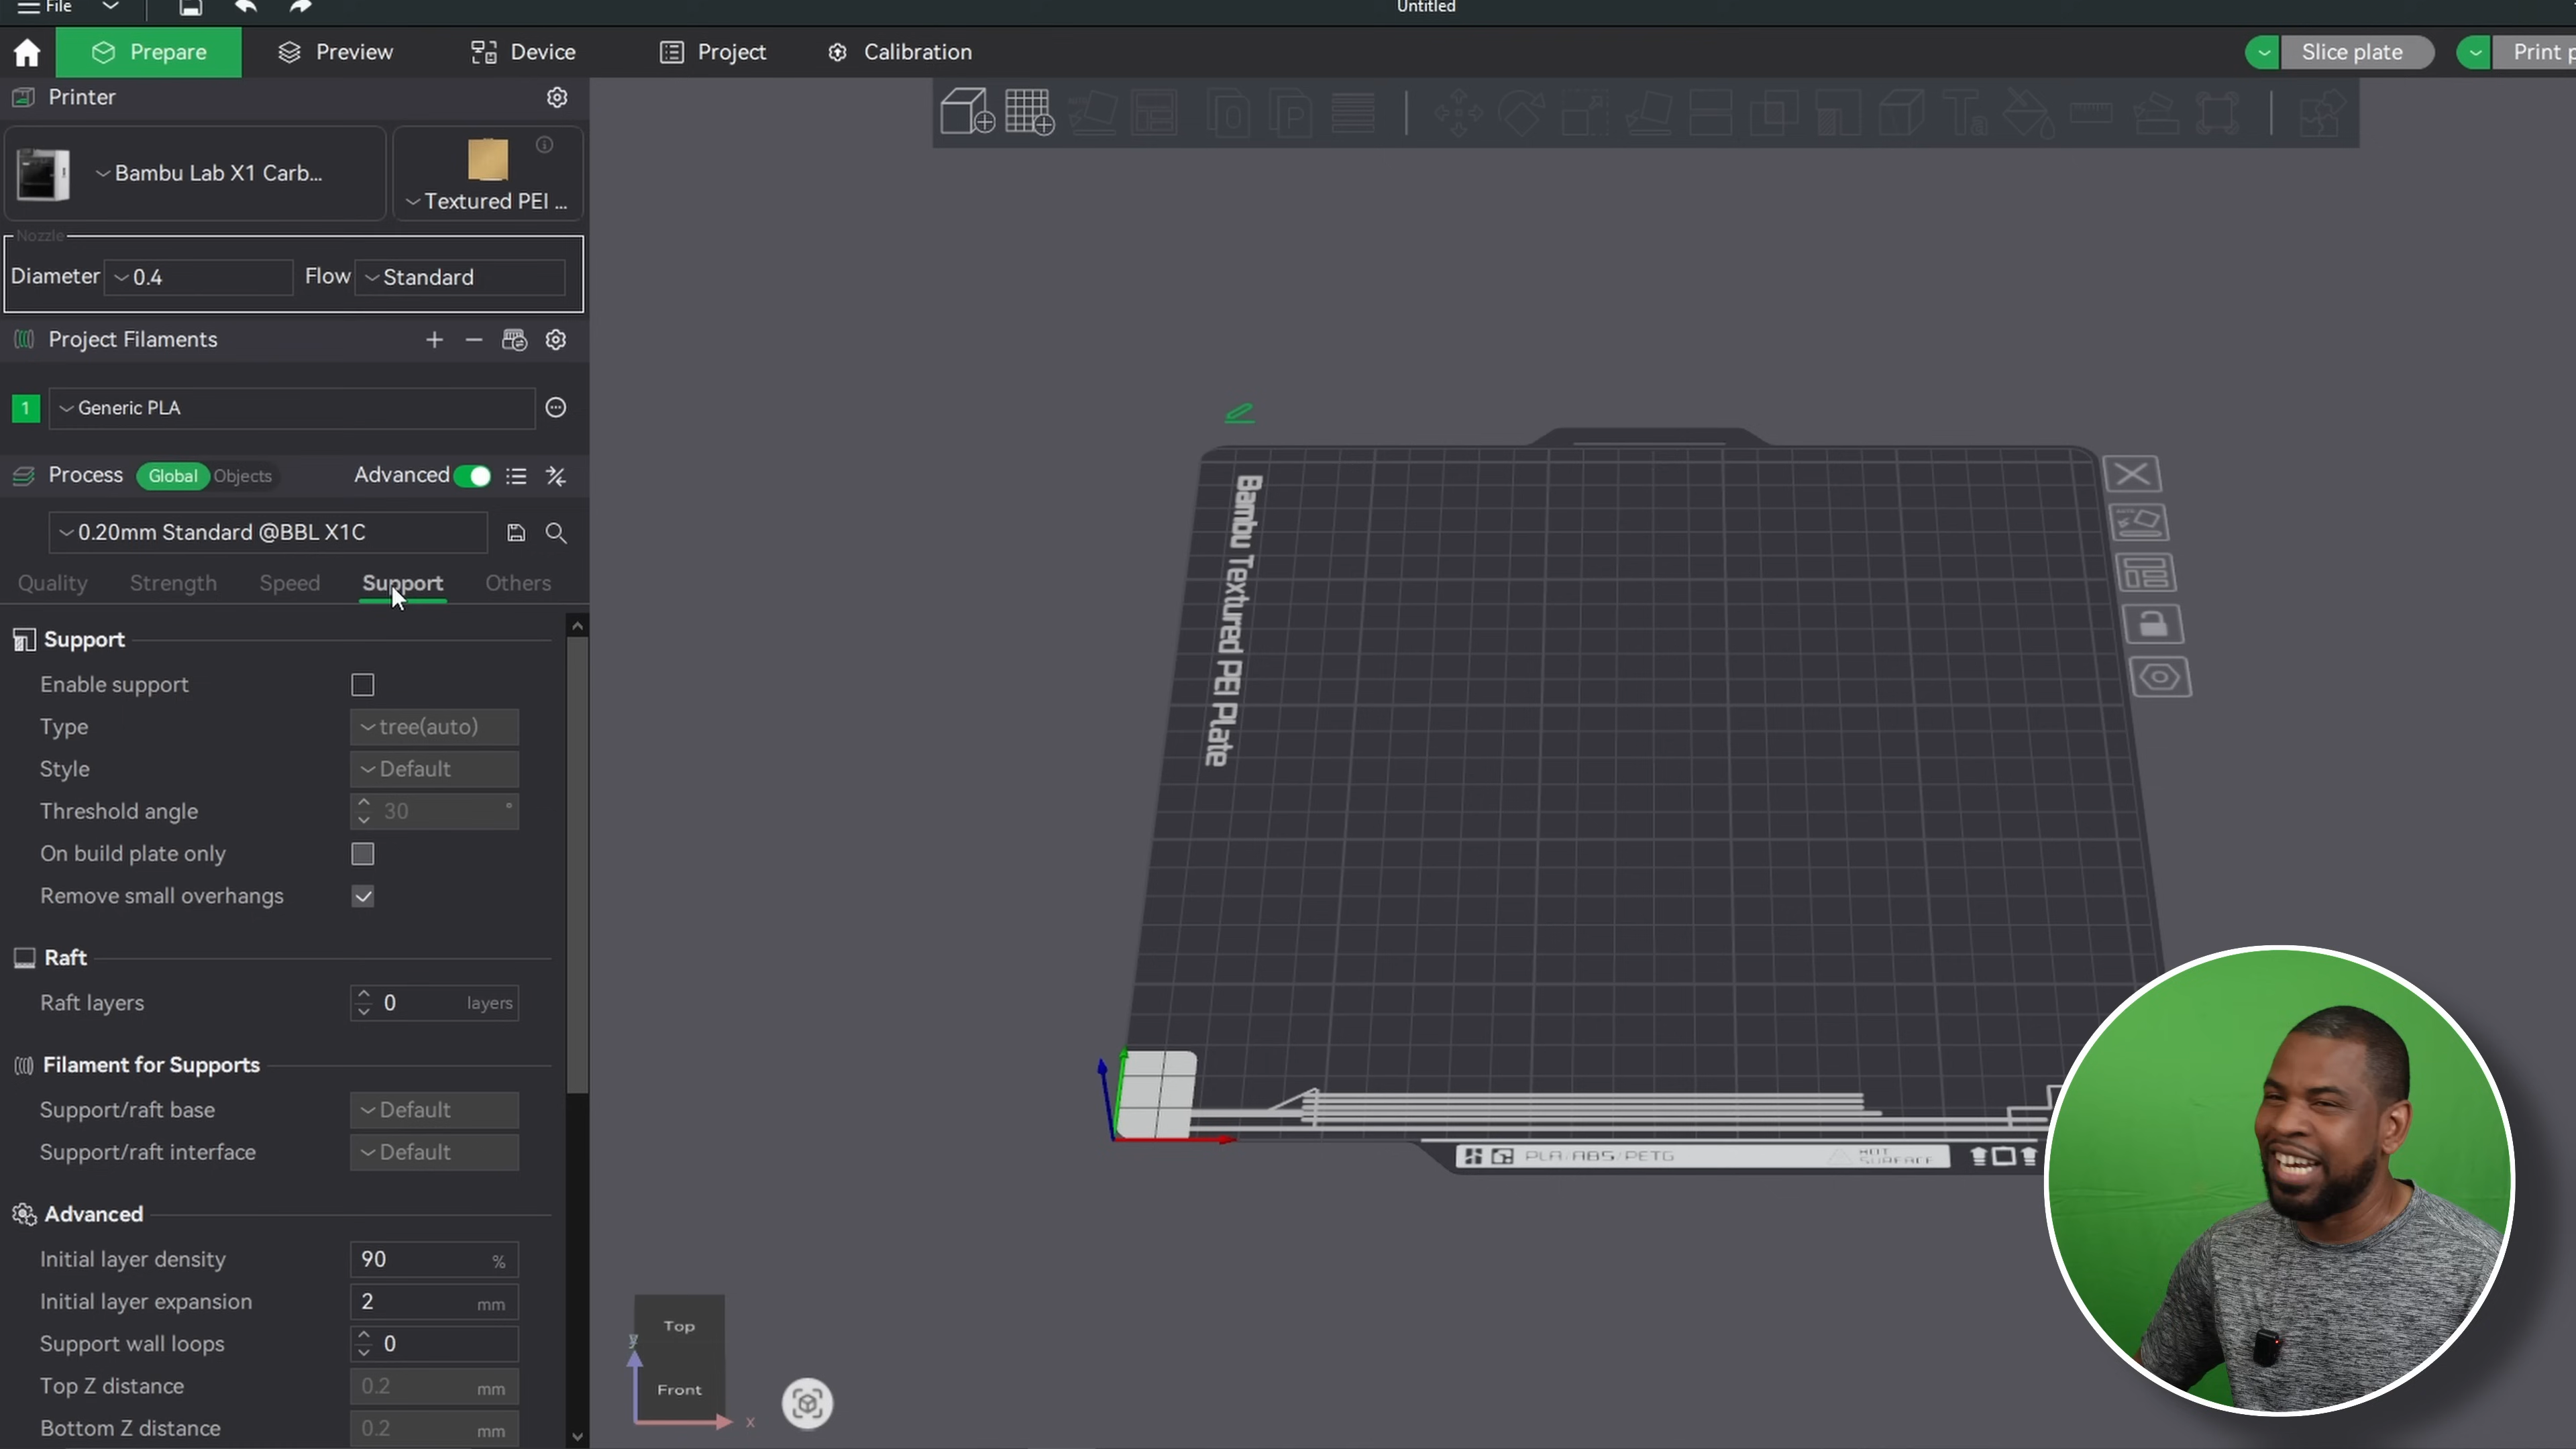 File
Untitled
Prepare
Preview
Device
Project
Calibration
Slice plate
Print p
Printer
Bambu Lab X1 Carb...
Textured PEI ...
Nozzle
Diameter 0.4 Flow Standard
Project Filaments
1 Generic PLA
Process Global Objects Advanced
0.20mm Standard @BBL X1C
Quality Strength Speed Support Others
Support
Enable support
Type tree(auto)
Style Default
Threshold angle 30 °
On build plate only
Remove small overhangs
Raft
Raft layers 0 layers
Filament for Supports
Support/raft base Default
Support/raft interface Default
Advanced
Initial layer density 90 %
Initial layer expansion 2 mm
Support wall loops 0
Top Z distance 0.2 mm
Bottom Z distance 0.2 mm
Bambu Textured PEI Plate
PLA/ABS/PETG
HOT
SURFACE
Top
Front
y
x